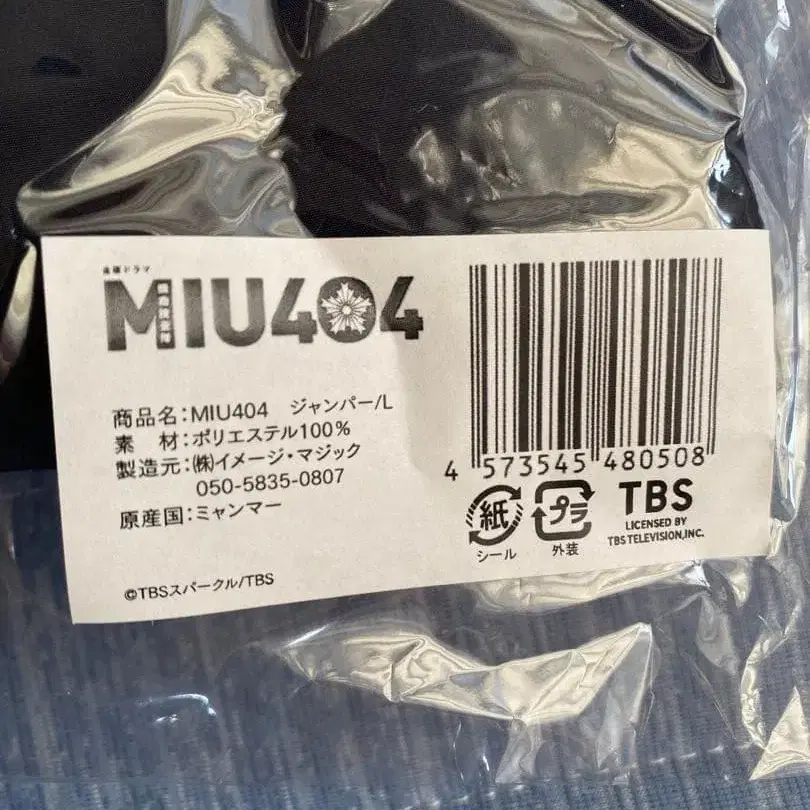 金曜ドラマ
MIU404
機動捜査隊
商品名：MIU404　ジャンパー/L
素　材：ポリエステル100％
製造元：㈱イメージ・マジック
050-5835-0807
原産国：ミャンマー
©TBSスパークル/TBS
4 573545 480508
紙
シール
プラ
外装
TBS
LICENSED BY
TBS TELEVISION,INC.